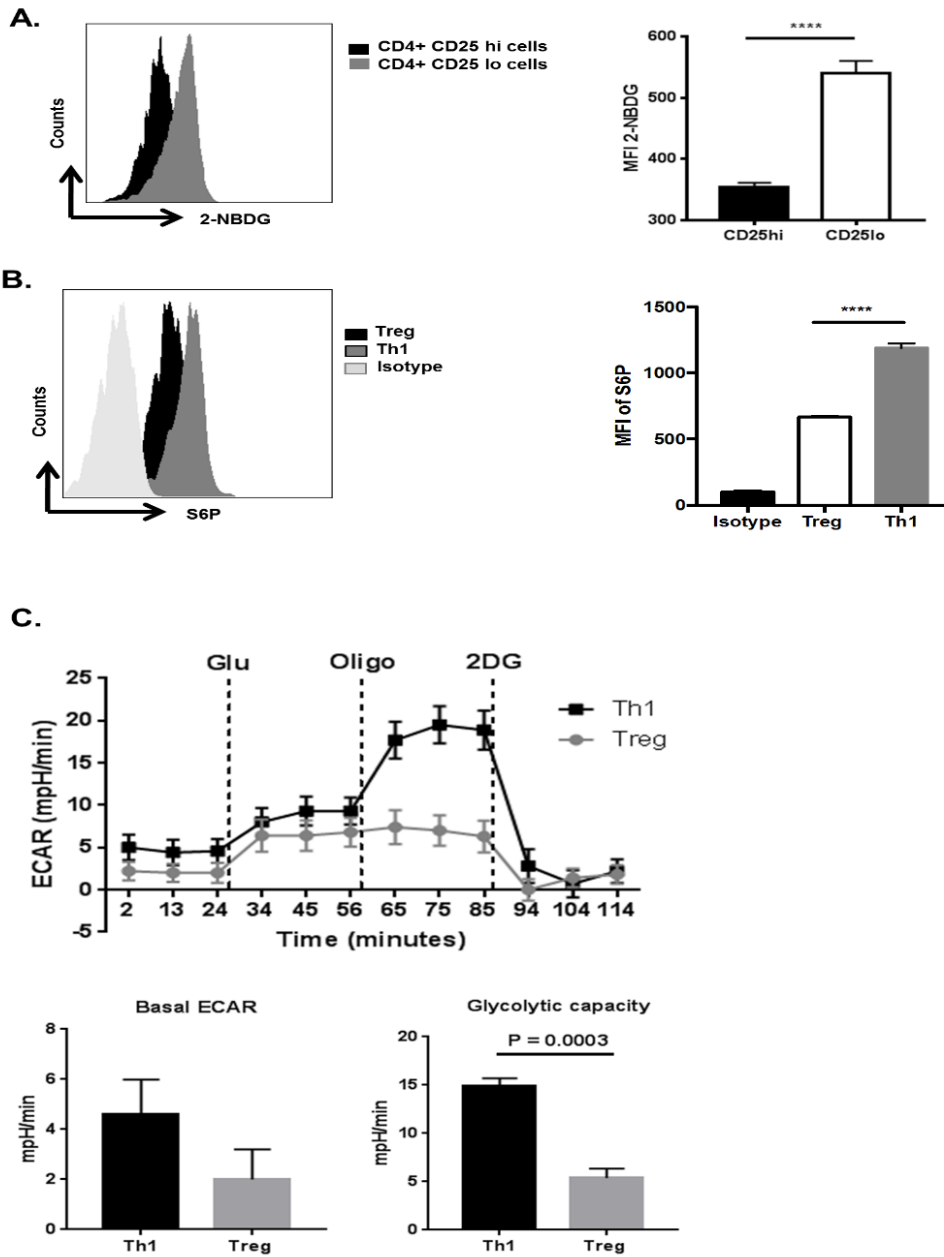 A.
CD4+ CD25 hi cells
CD4+ CD25 lo cells
Counts
2-NBDG
****
600
500
400
300
MFI 2-NBDG
CD25hi CD25lo
B.
Treg
Th1
Isotype
Counts
S6P
****
1500
1000
500
0
MFI of S6P
Isotype Treg Th1
C.
Glu Oligo 2DG
25
20
15
10
5
0
-5
ECAR (mpH/min)
Th1
Treg
2 13 24 34 45 56 65 75 85 94 104 114
Time (minutes)
Basal ECAR
8
6
4
2
0
mpH/min
Th1 Treg
Glycolytic capacity
P = 0.0003
20
15
10
5
0
mpH/min
Th1 Treg